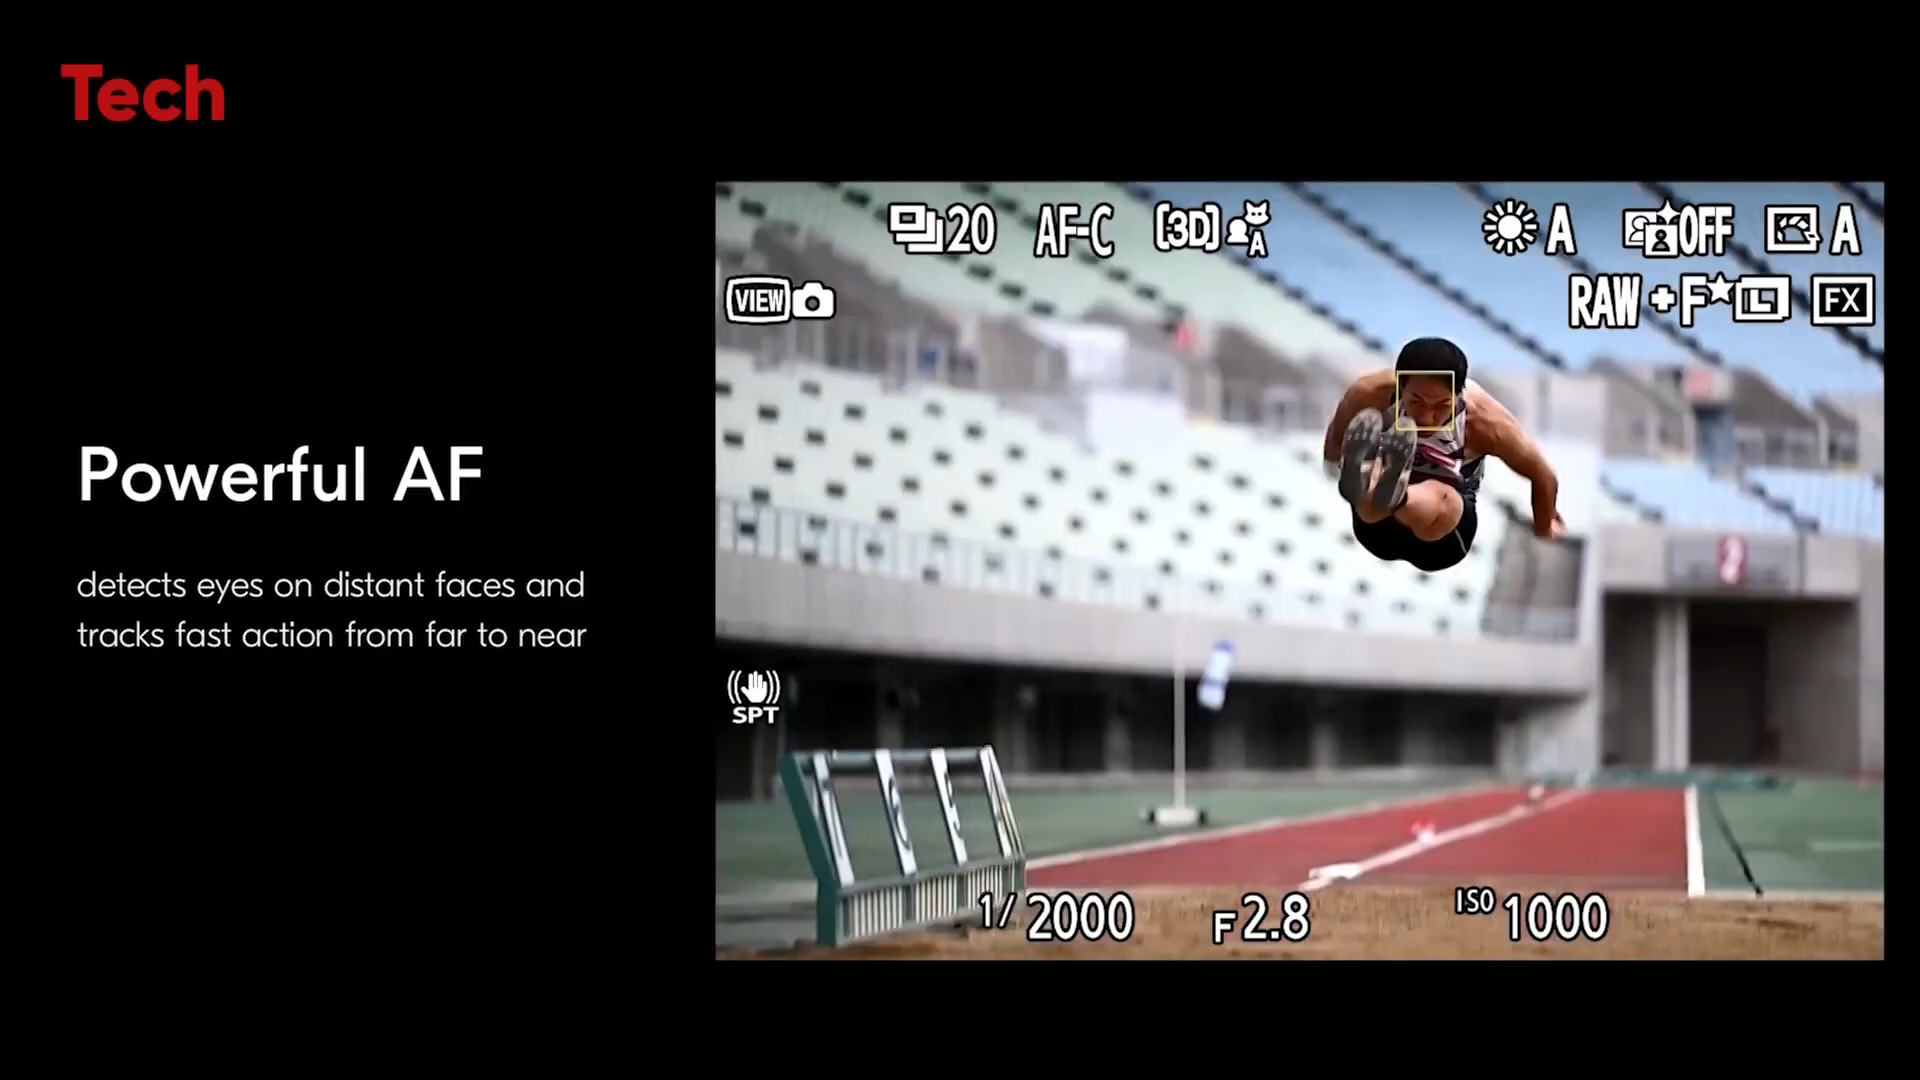 Tech
20 AF-C [3D] A A OFF A
VIEW RAW + F★ L FX
Powerful AF
detects eyes on distant faces and
tracks fast action from far to near
SPT
1/2000 F2.8 ISO 1000